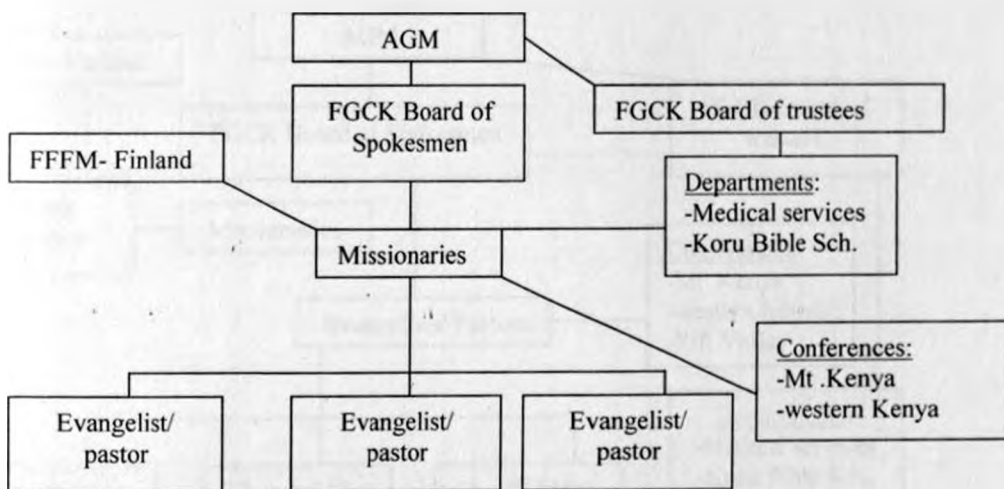 AGM
FGCK Board of
Spokesmen
FGCK Board of trustees
FFFM- Finland
Departments:
-Medical services
-Koru Bible Sch.
Missionaries
Conferences:
-Mt .Kenya
-western Kenya
Evangelist/
pastor
Evangelist/
pastor
Evangelist/
pastor